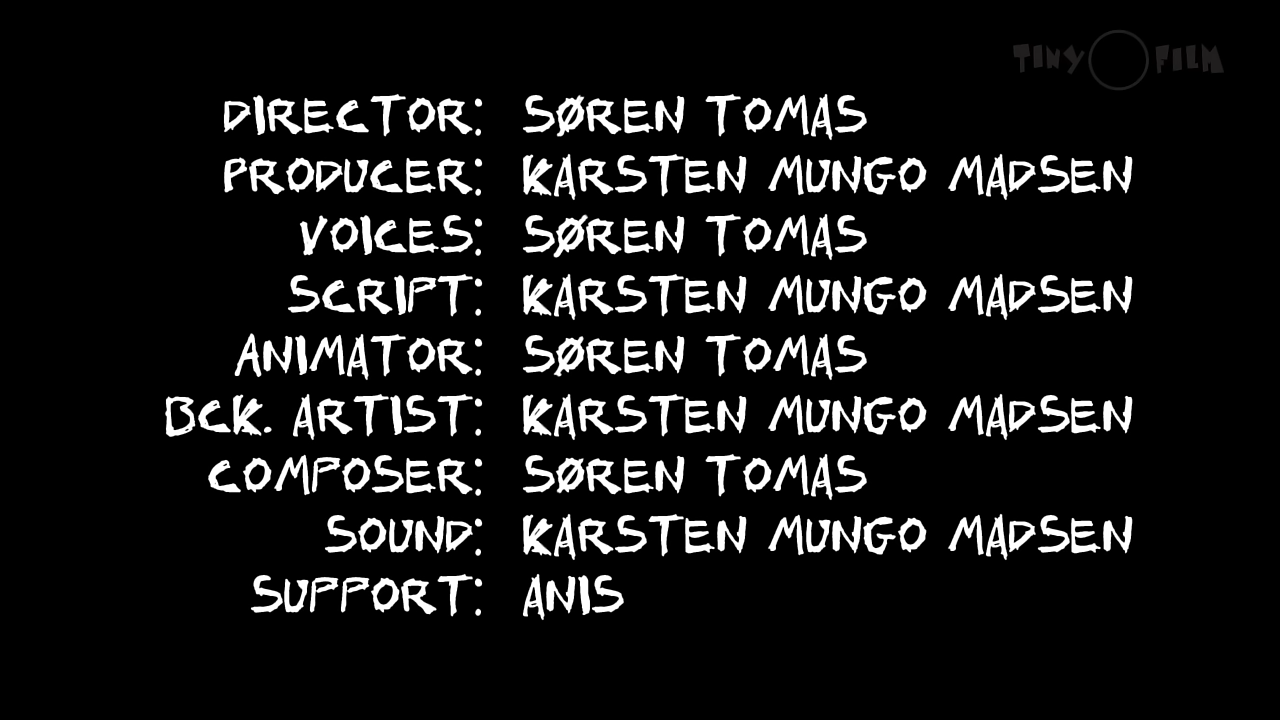 TINY FILM
DIRECTOR: SØREN TOMAS
PRODUCER: KARSTEN MUNGO MADSEN
VOICES: SØREN TOMAS
SCRIPT: KARSTEN MUNGO MADSEN
ANIMATOR: SØREN TOMAS
BCK. ARTIST: KARSTEN MUNGO MADSEN
COMPOSER: SØREN TOMAS
SOUND: KARSTEN MUNGO MADSEN
SUPPORT: ANIS